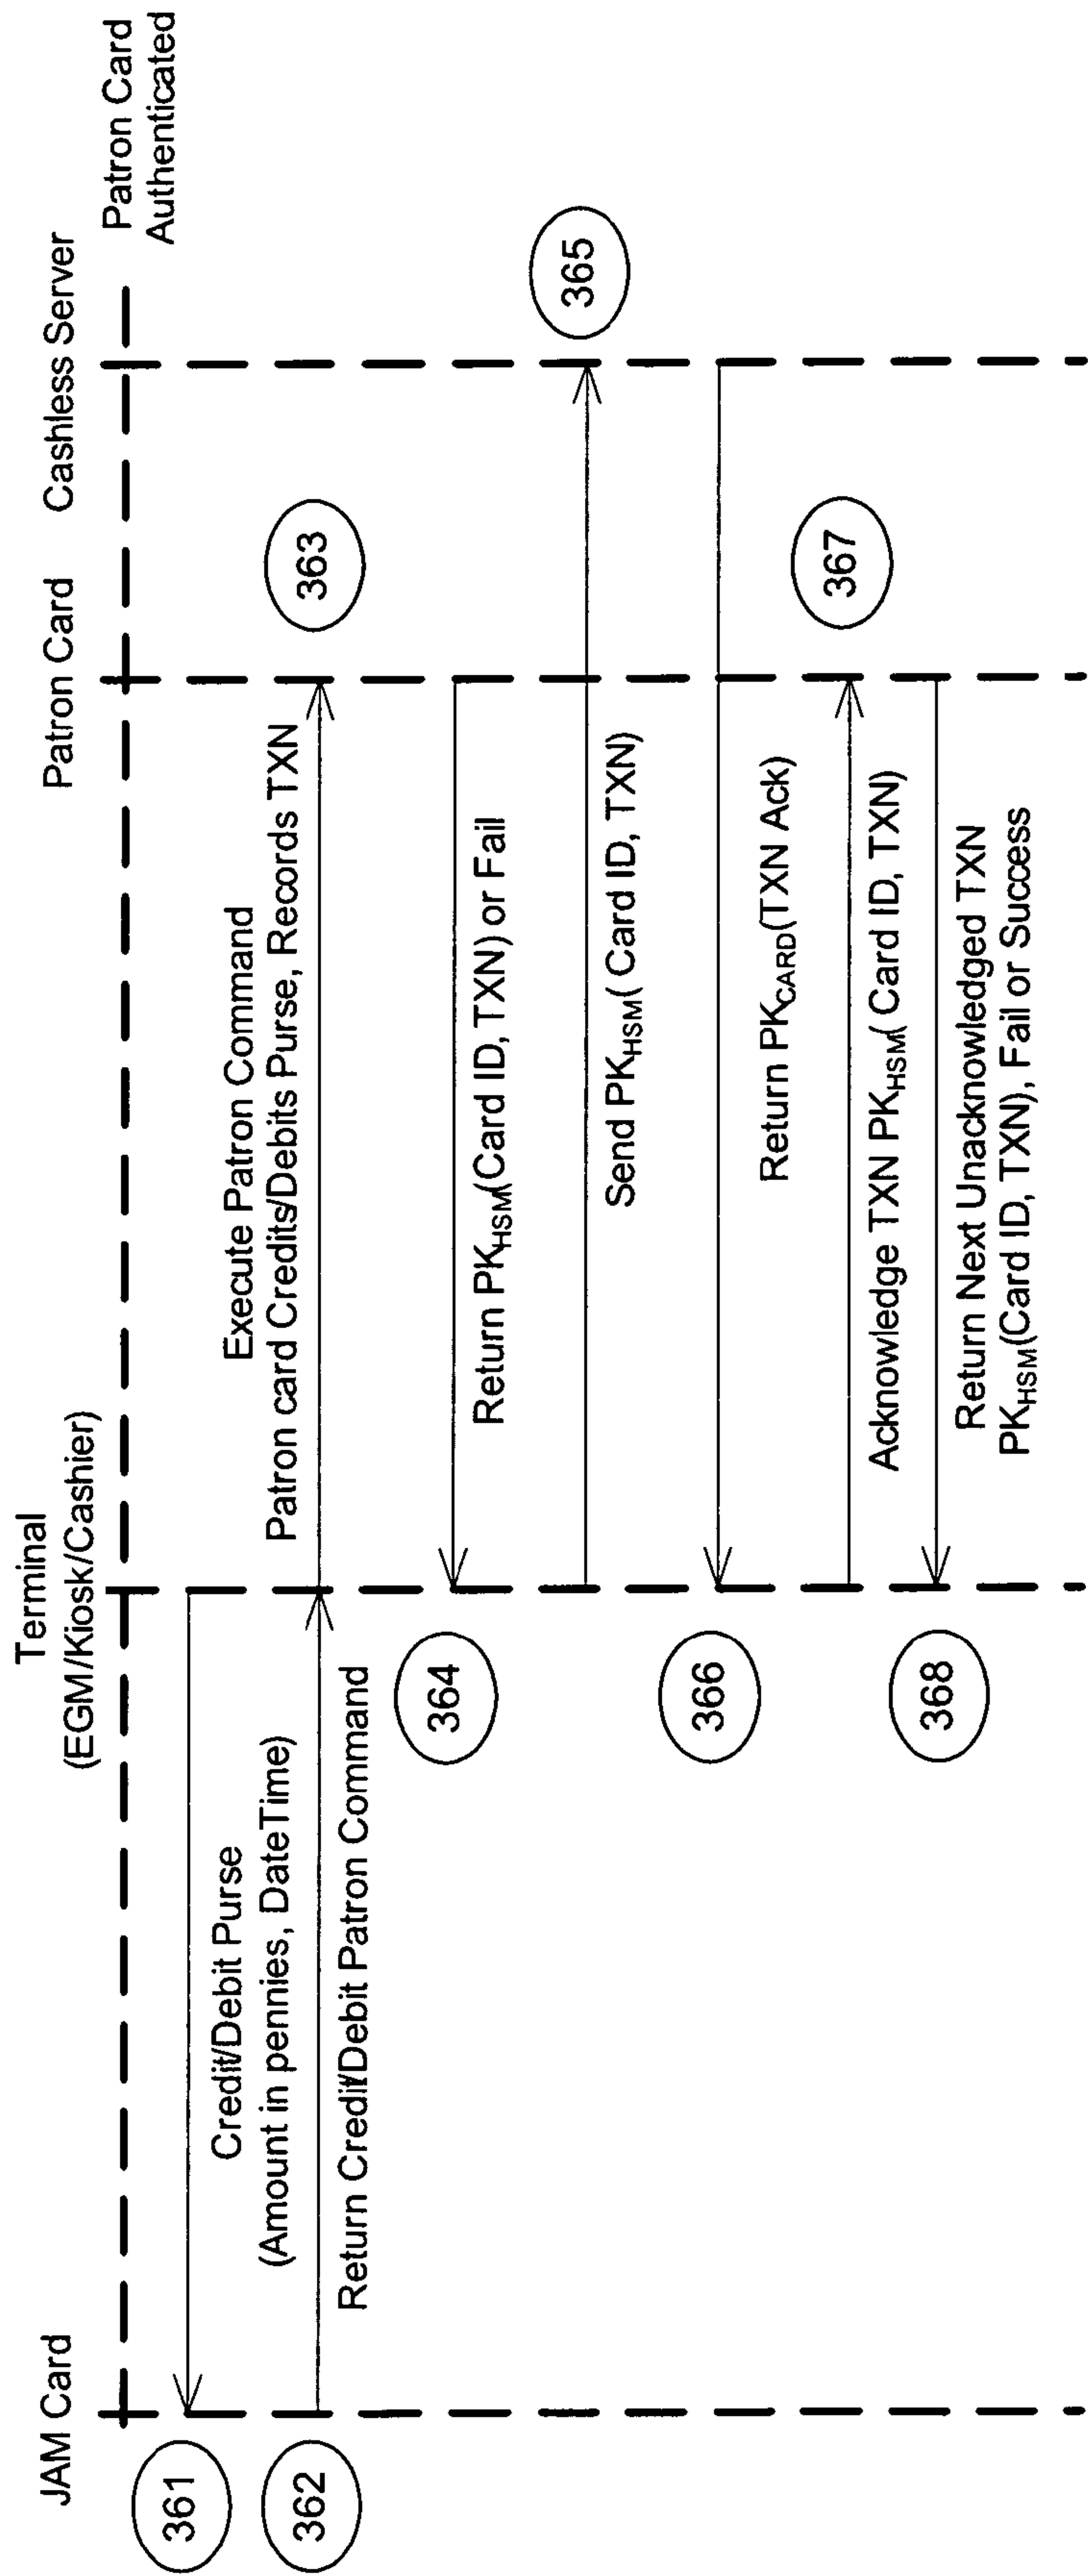 JAM Card
Terminal
(EGM/Kiosk/Cashier)
Patron Card
Cashless Server
Patron Card
Authenticated
361
Credit/Debit Purse
(Amount in pennies, DateTime)
362
Return Credit/Debit Patron Command
Execute Patron Command
Patron card Credits/Debits Purse, Records TXN
363
364
Return PKHSM(Card ID, TXN) or Fail
Send PKHSM( Card ID, TXN)
365
366
Return PKCARD(TXN Ack)
367
Acknowledge TXN PKHSM( Card ID, TXN)
368
Return Next Unacknowledged TXN
PKHSM(Card ID, TXN), Fail or Success